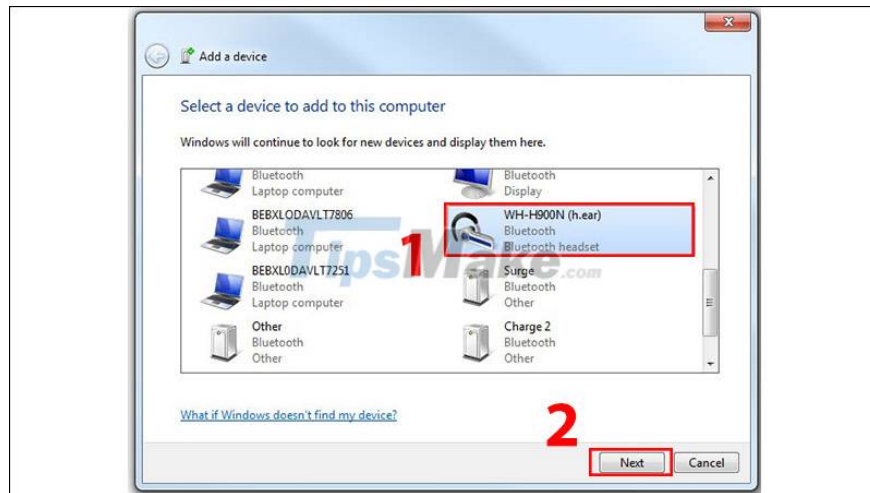 Add a device
Select a device to add to this computer
Windows will continue to look for new devices and display them here.
Bluetooth
Laptop computer
Bluetooth
Display
BEBXLODAVLT7806
Bluetooth
Laptop computer
WH-H900N (h.ear)
Bluetooth
Bluetooth headset
1
TipsMake.com
BEBXL0DAVLT7251
Bluetooth
Laptop computer
Surge
Bluetooth
Other
Other
Bluetooth
Other
Charge 2
Bluetooth
Other
What if Windows doesn't find my device?
2
Next
Cancel